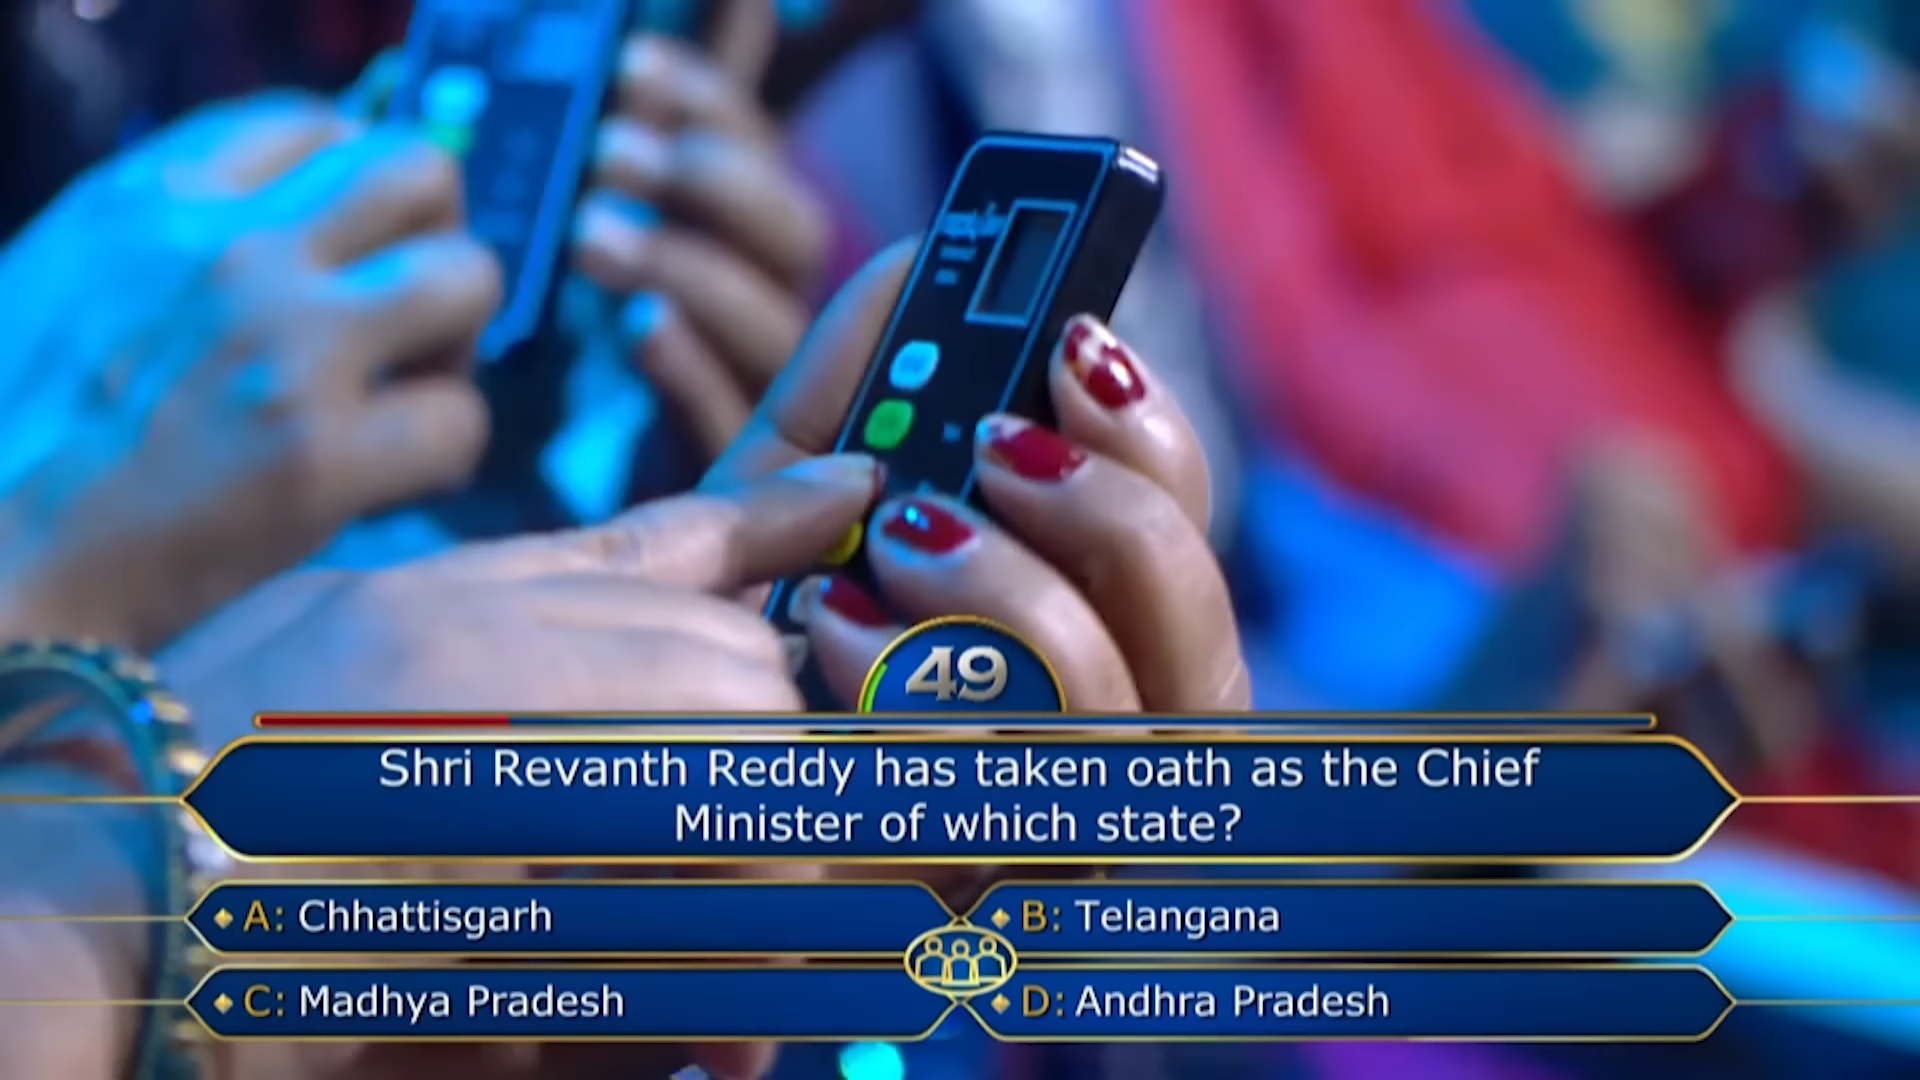 49
Shri Revanth Reddy has taken oath as the Chief
Minister of which state?
A: Chhattisgarh
B: Telangana
C: Madhya Pradesh
D: Andhra Pradesh